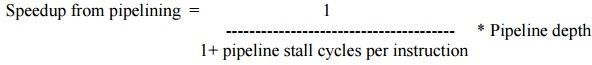 Speedup from pipelining = 1
---------------------------------------- * Pipeline depth
1+ pipeline stall cycles per instruction